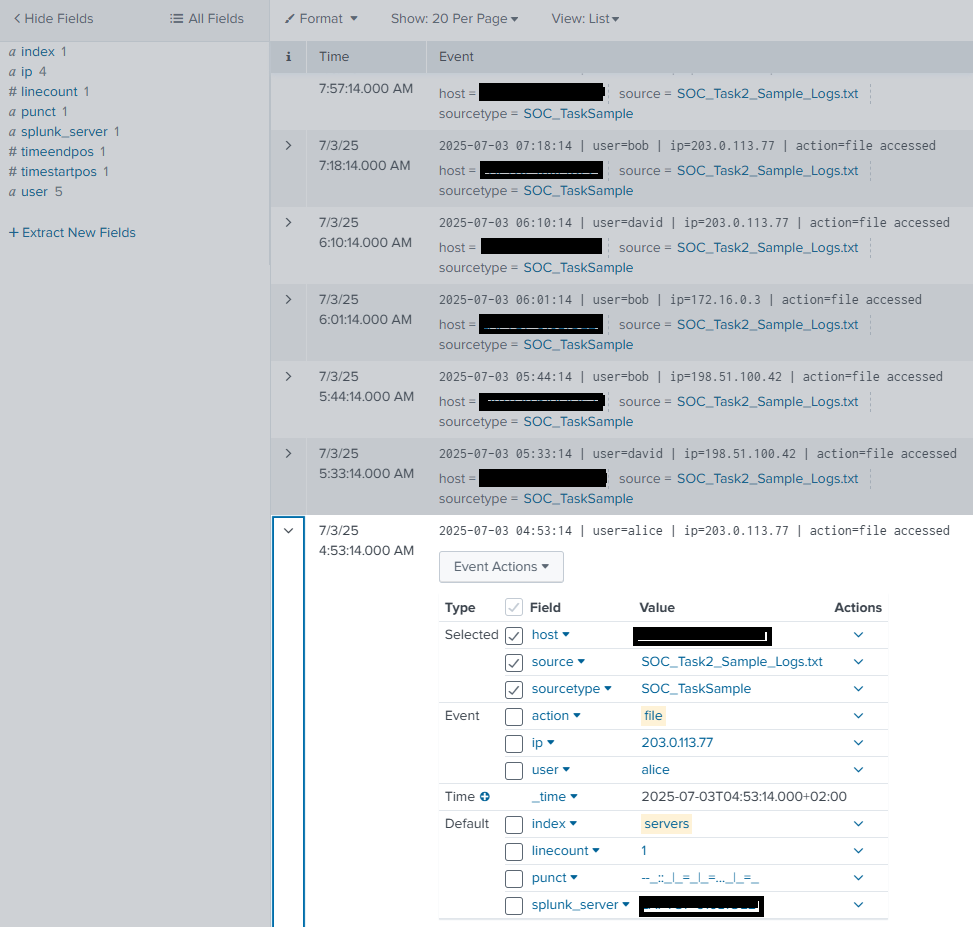 Hide Fields
All Fields
Format
Show: 20 Per Page
View: List
a index 1
a ip 4
# linecount 1
a punct 1
a splunk_server 1
# timeendpos 1
# timestartpos 1
a user 5
+ Extract New Fields
i Time Event
7:57:14.000 AM
host = source = SOC_Task2_Sample_Logs.txt
sourcetype = SOC_TaskSample
7/3/25
7:18:14.000 AM
2025-07-03 07:18:14 | user=bob | ip=203.0.113.77 | action=file accessed
host = source = SOC_Task2_Sample_Logs.txt
sourcetype = SOC_TaskSample
7/3/25
6:10:14.000 AM
2025-07-03 06:10:14 | user=david | ip=203.0.113.77 | action=file accessed
host = source = SOC_Task2_Sample_Logs.txt
sourcetype = SOC_TaskSample
7/3/25
6:01:14.000 AM
2025-07-03 06:01:14 | user=bob | ip=172.16.0.3 | action=file accessed
host = source = SOC_Task2_Sample_Logs.txt
sourcetype = SOC_TaskSample
7/3/25
5:44:14.000 AM
2025-07-03 05:44:14 | user=bob | ip=198.51.100.42 | action=file accessed
host = source = SOC_Task2_Sample_Logs.txt
sourcetype = SOC_TaskSample
7/3/25
5:33:14.000 AM
2025-07-03 05:33:14 | user=david | ip=198.51.100.42 | action=file accessed
host = source = SOC_Task2_Sample_Logs.txt
sourcetype = SOC_TaskSample
7/3/25
4:53:14.000 AM
2025-07-03 04:53:14 | user=alice | ip=203.0.113.77 | action=file accessed
Event Actions
Type Field Value Actions
Selected host
source SOC_Task2_Sample_Logs.txt
sourcetype SOC_TaskSample
Event action file
ip 203.0.113.77
user alice
Time _time 2025-07-03T04:53:14.000+02:00
Default index servers
linecount 1
punct --_::_|_=_|_=..._|_=_
splunk_server